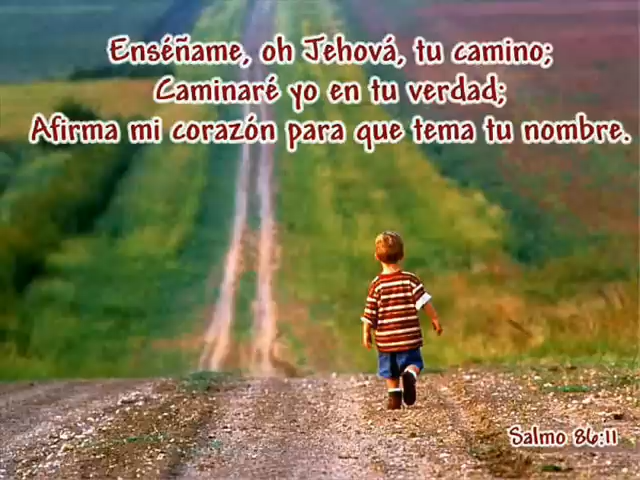 Enséñame, oh Jehová, tu camino;
Caminaré yo en tu verdad;
Afirma mi corazón para que tema tu nombre.
Salmo 86:11